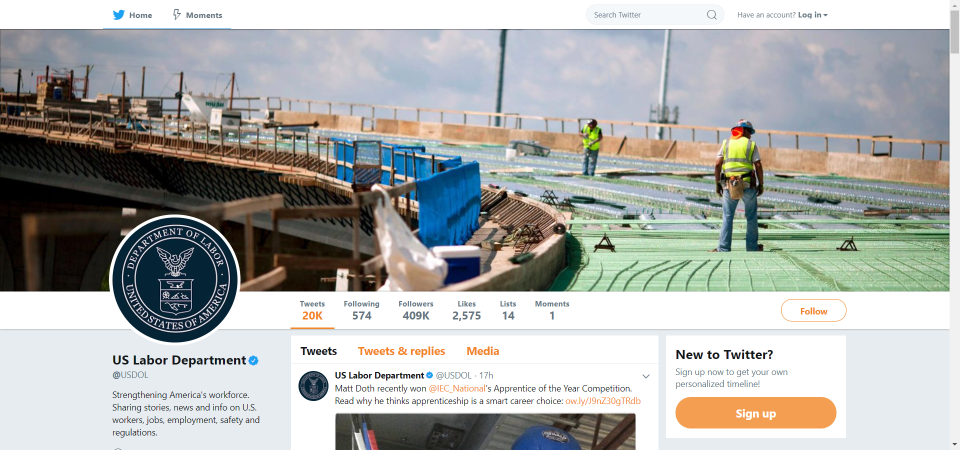 Home
Moments
Search Twitter
Have an account? Log in
DEPARTMENT OF LABOR
UNITED STATES OF AMERICA
Tweets
20K
Following
574
Followers
409K
Likes
2,575
Lists
14
Moments
1
Follow
US Labor Department
@USDOL
Strengthening America's workforce.
Sharing stories, news and info on U.S.
workers, jobs, employment, safety and
regulations.
Tweets
Tweets & replies
Media
US Labor Department @USDOL · 17h
Matt Doth recently won @IEC_National's Apprentice of the Year Competition.
Read why he thinks apprenticeship is a smart career choice: ow.ly/J9nZ30gTRdb
New to Twitter?
Sign up now to get your own
personalized timeline!
Sign up